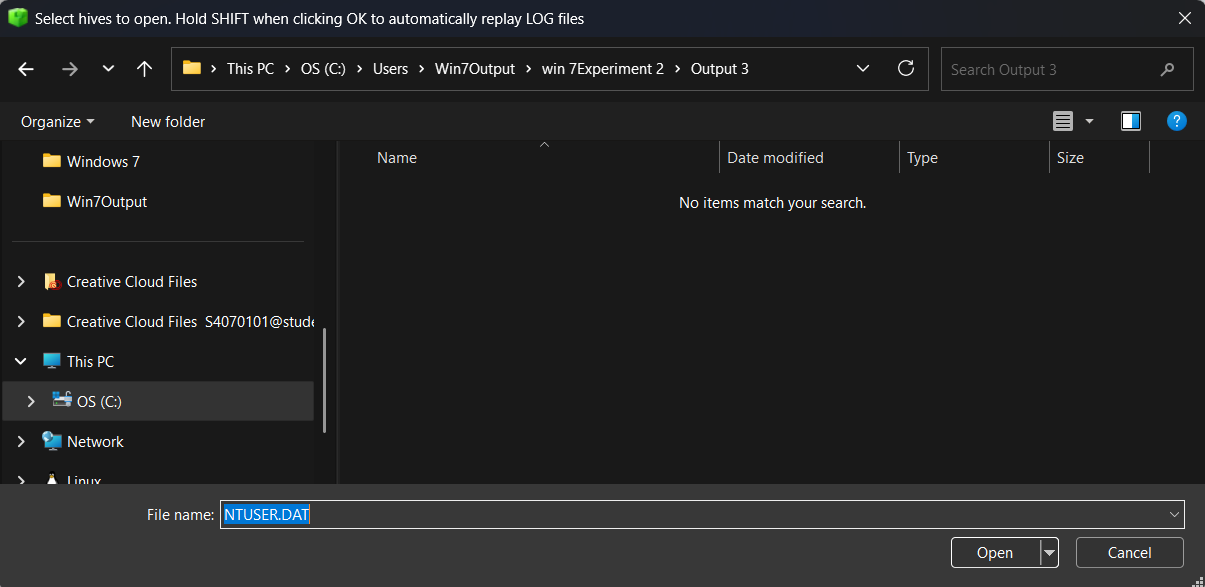 Select hives to open. Hold SHIFT when clicking OK to automatically replay LOG files
This PC > OS (C:) > Users > Win7Output > win 7Experiment 2 > Output 3
Search Output 3
Organize
New folder
?
Windows 7
Win7Output
Creative Cloud Files
Creative Cloud Files S4070101@stude
This PC
OS (C:)
Network
Linux
Name
Date modified
Type
Size
No items match your search.
File name:
NTUSER.DAT
Open
Cancel